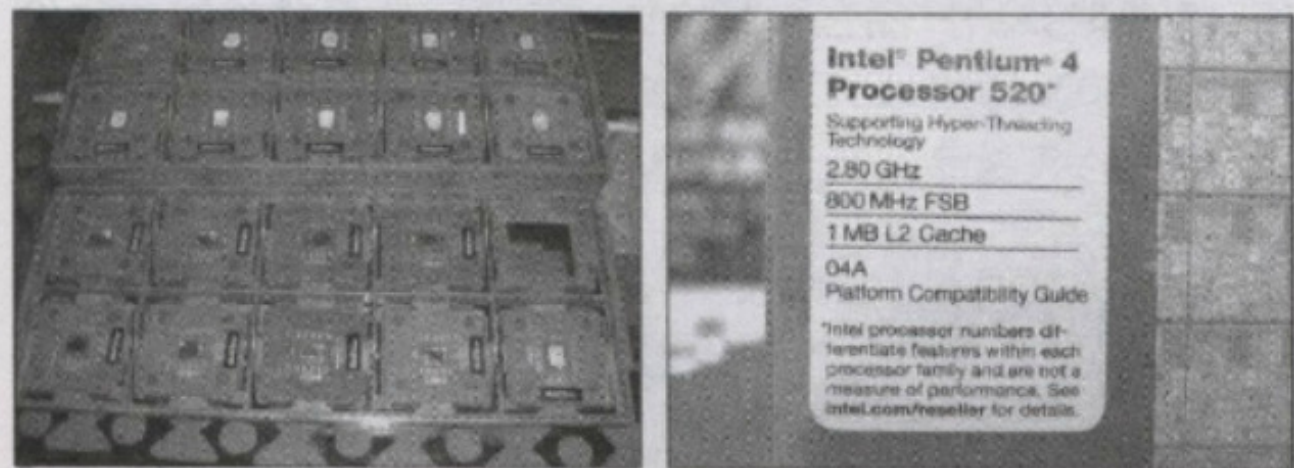 Intel® Pentium® 4
Processor 520*
Supporting Hyper-Threading
Technology
2.80 GHz
800 MHz FSB
1 MB L2 Cache
04A
Platform Compatibility Guide
*Intel processor numbers dif-
ferentiate features within each
processor family and are not a
measure of performance. See
intel.com/reseller for details.